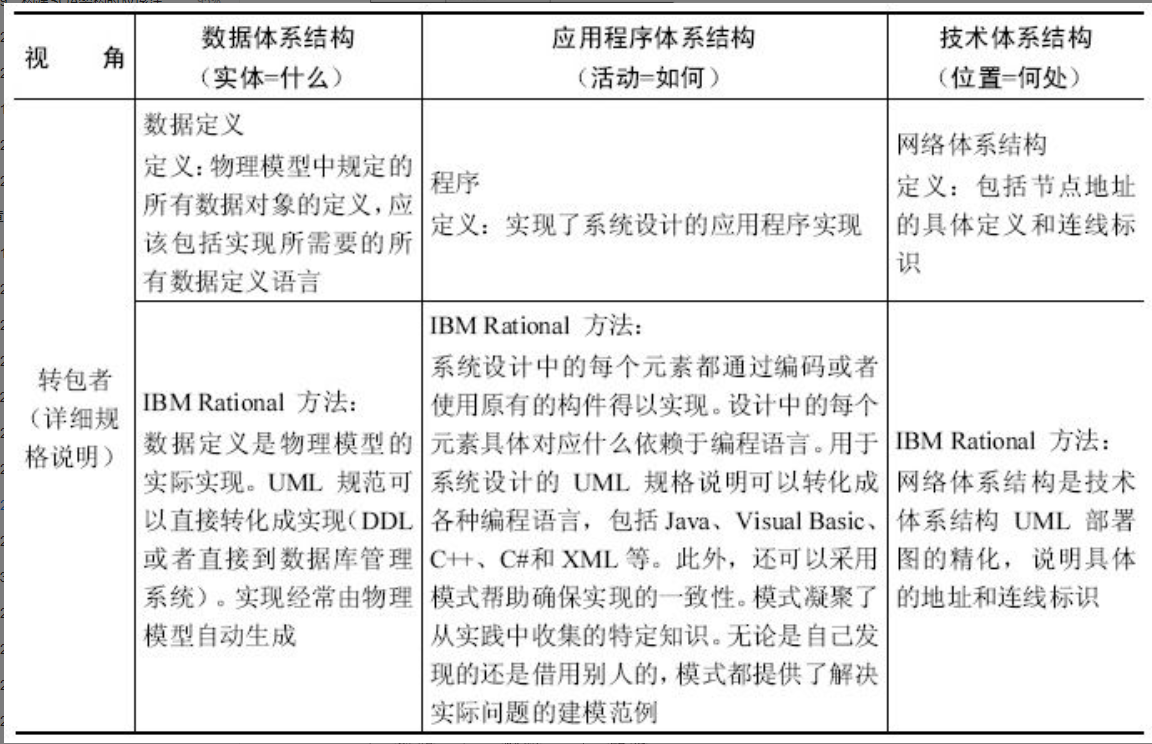 视 角
数据体系结构
（实体=什么）
应用程序体系结构
（活动=如何）
技术体系结构
（位置=何处）
转包者
（详细规
格说明）
数据定义
定义：物理模型中规定的
所有数据对象的定义，应
该包括实现所需要的所
有数据定义语言
程序
定义：实现了系统设计的应用程序实现
网络体系结构
定义：包括节点地址
的具体定义和连线标
识
IBM Rational 方法：
数据定义是物理模型的
实际实现。UML 规范可
以直接转化成实现（DDL
或者直接到数据库管理
系统）。实现经常由物理
模型自动生成
IBM Rational 方法：
系统设计中的每个元素都通过编码或者
使用原有的构件得以实现。设计中的每个
元素具体对应什么依赖于编程语言。用于
系统设计的 UML 规格说明可以转化成
各种编程语言，包括 Java、Visual Basic、
C++、C#和 XML 等。此外，还可以采用
模式帮助确保实现的一致性。模式凝聚了
从实践中收集的特定知识。无论是自己发
现的还是借用别人的，模式都提供了解决
实际问题的建模范例
IBM Rational 方法：
网络体系结构是技术
体系结构 UML 部署
图的精化，说明具体
的地址和连线标识